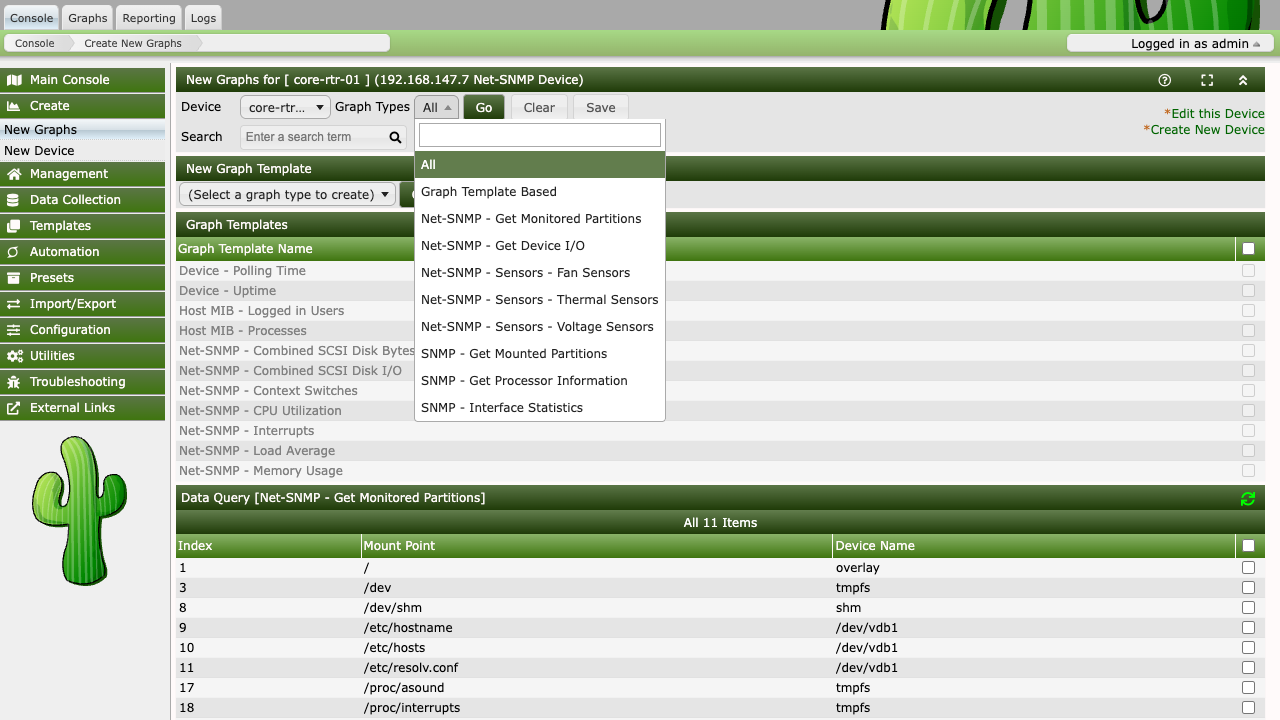 Console Graphs Reporting Logs
Console Create New Graphs Logged in as admin
Main Console
Create
New Graphs
New Device
Management
Data Collection
Templates
Automation
Presets
Import/Export
Configuration
Utilities
Troubleshooting
External Links
New Graphs for [ core-rtr-01 ] (192.168.147.7 Net-SNMP Device)
Device core-rtr... Graph Types All Go Clear Save
*Edit this Device
*Create New Device
Search Enter a search term
All
Graph Template Based
Net-SNMP - Get Monitored Partitions
Net-SNMP - Get Device I/O
Net-SNMP - Sensors - Fan Sensors
Net-SNMP - Sensors - Thermal Sensors
Net-SNMP - Sensors - Voltage Sensors
SNMP - Get Mounted Partitions
SNMP - Get Processor Information
SNMP - Interface Statistics
New Graph Template
(Select a graph type to create)
Graph Templates
Graph Template Name
Device - Polling Time
Device - Uptime
Host MIB - Logged in Users
Host MIB - Processes
Net-SNMP - Combined SCSI Disk Bytes
Net-SNMP - Combined SCSI Disk I/O
Net-SNMP - Context Switches
Net-SNMP - CPU Utilization
Net-SNMP - Interrupts
Net-SNMP - Load Average
Net-SNMP - Memory Usage
Data Query [Net-SNMP - Get Monitored Partitions]
All 11 Items
Index Mount Point Device Name
1 / overlay
3 /dev tmpfs
8 /dev/shm shm
9 /etc/hostname /dev/vdb1
10 /etc/hosts /dev/vdb1
11 /etc/resolv.conf /dev/vdb1
17 /proc/asound tmpfs
18 /proc/interrupts tmpfs